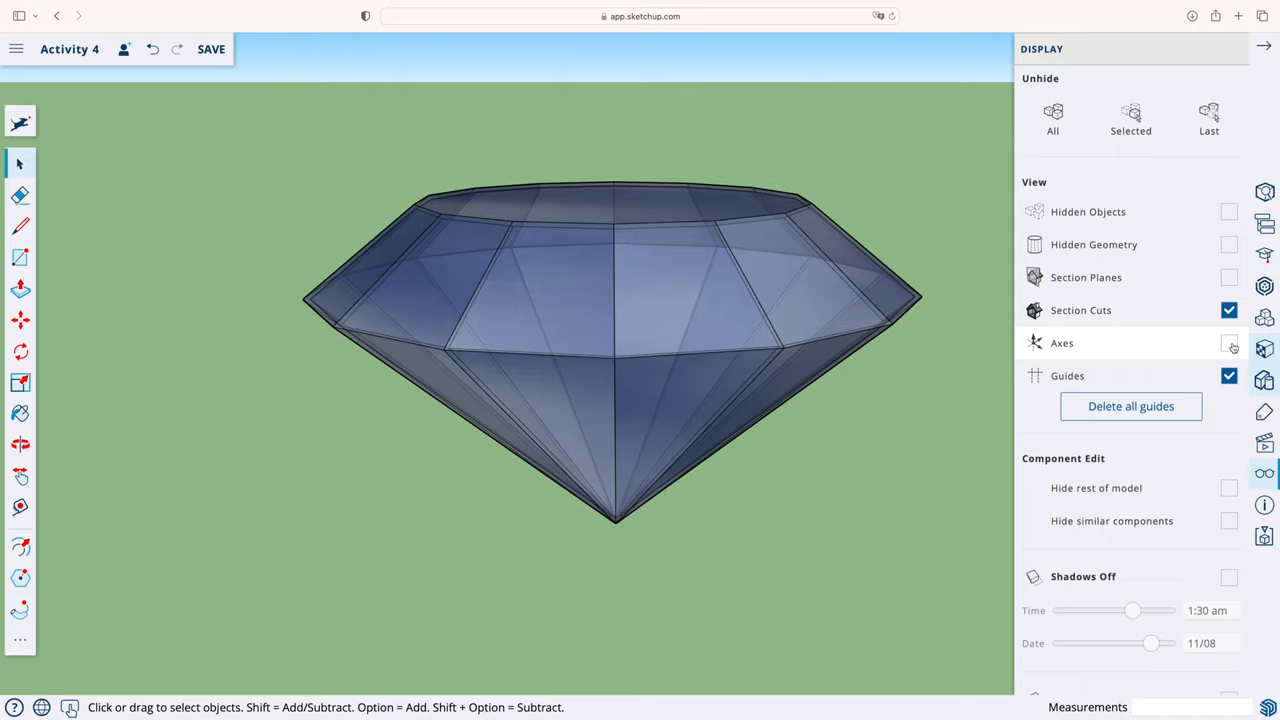 app.sketchup.com
Activity 4
SAVE
DISPLAY
Unhide
All
Selected
Last
View
Hidden Objects
Hidden Geometry
Section Planes
Section Cuts
Axes
Guides
Delete all guides
Component Edit
Hide rest of model
Hide similar components
Shadows Off
Time
1:30 am
Date
11/08
Click or drag to select objects. Shift = Add/Subtract. Option = Add. Shift + Option = Subtract.
Measurements